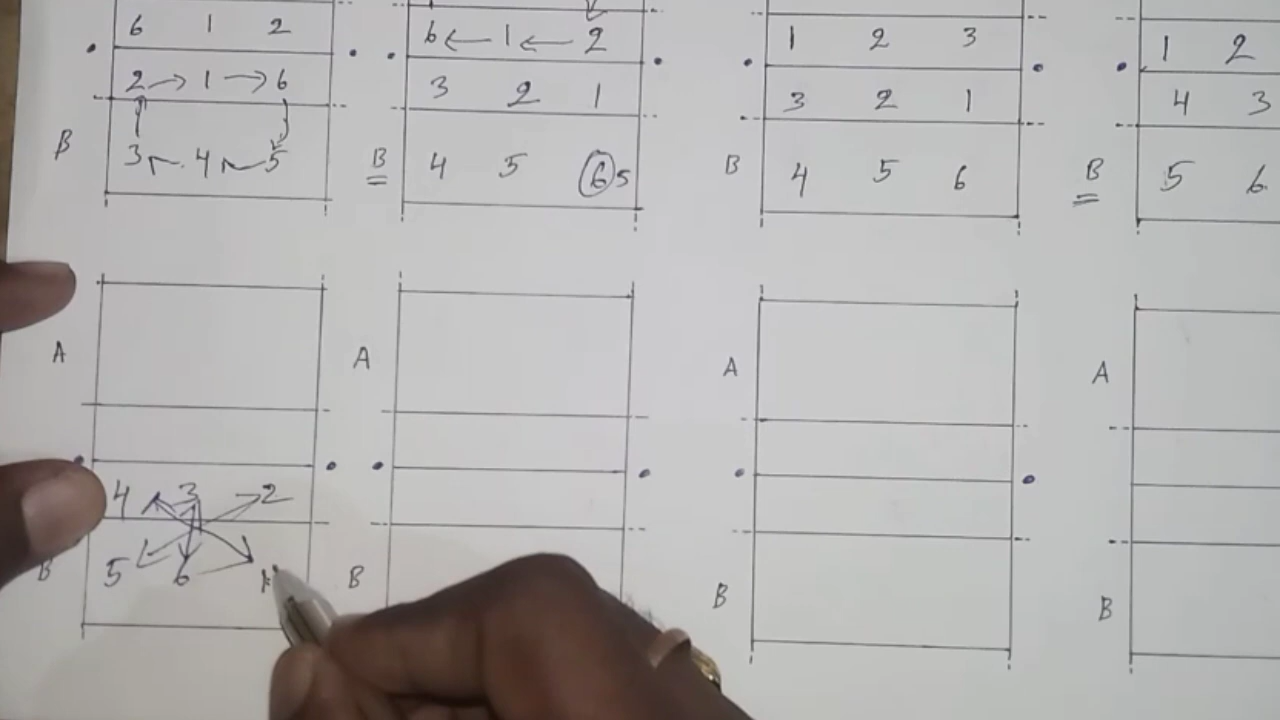 6 1 2
2 → 1 → 6
B 3 4 5
6 ← 1 ← 2
3 2 1
B 4 5 6 5
1 2 3
3 2 1
B 4 5 6
1 2
4 3
B 5 6
A A A A
4 3 2
5 6
B B B B